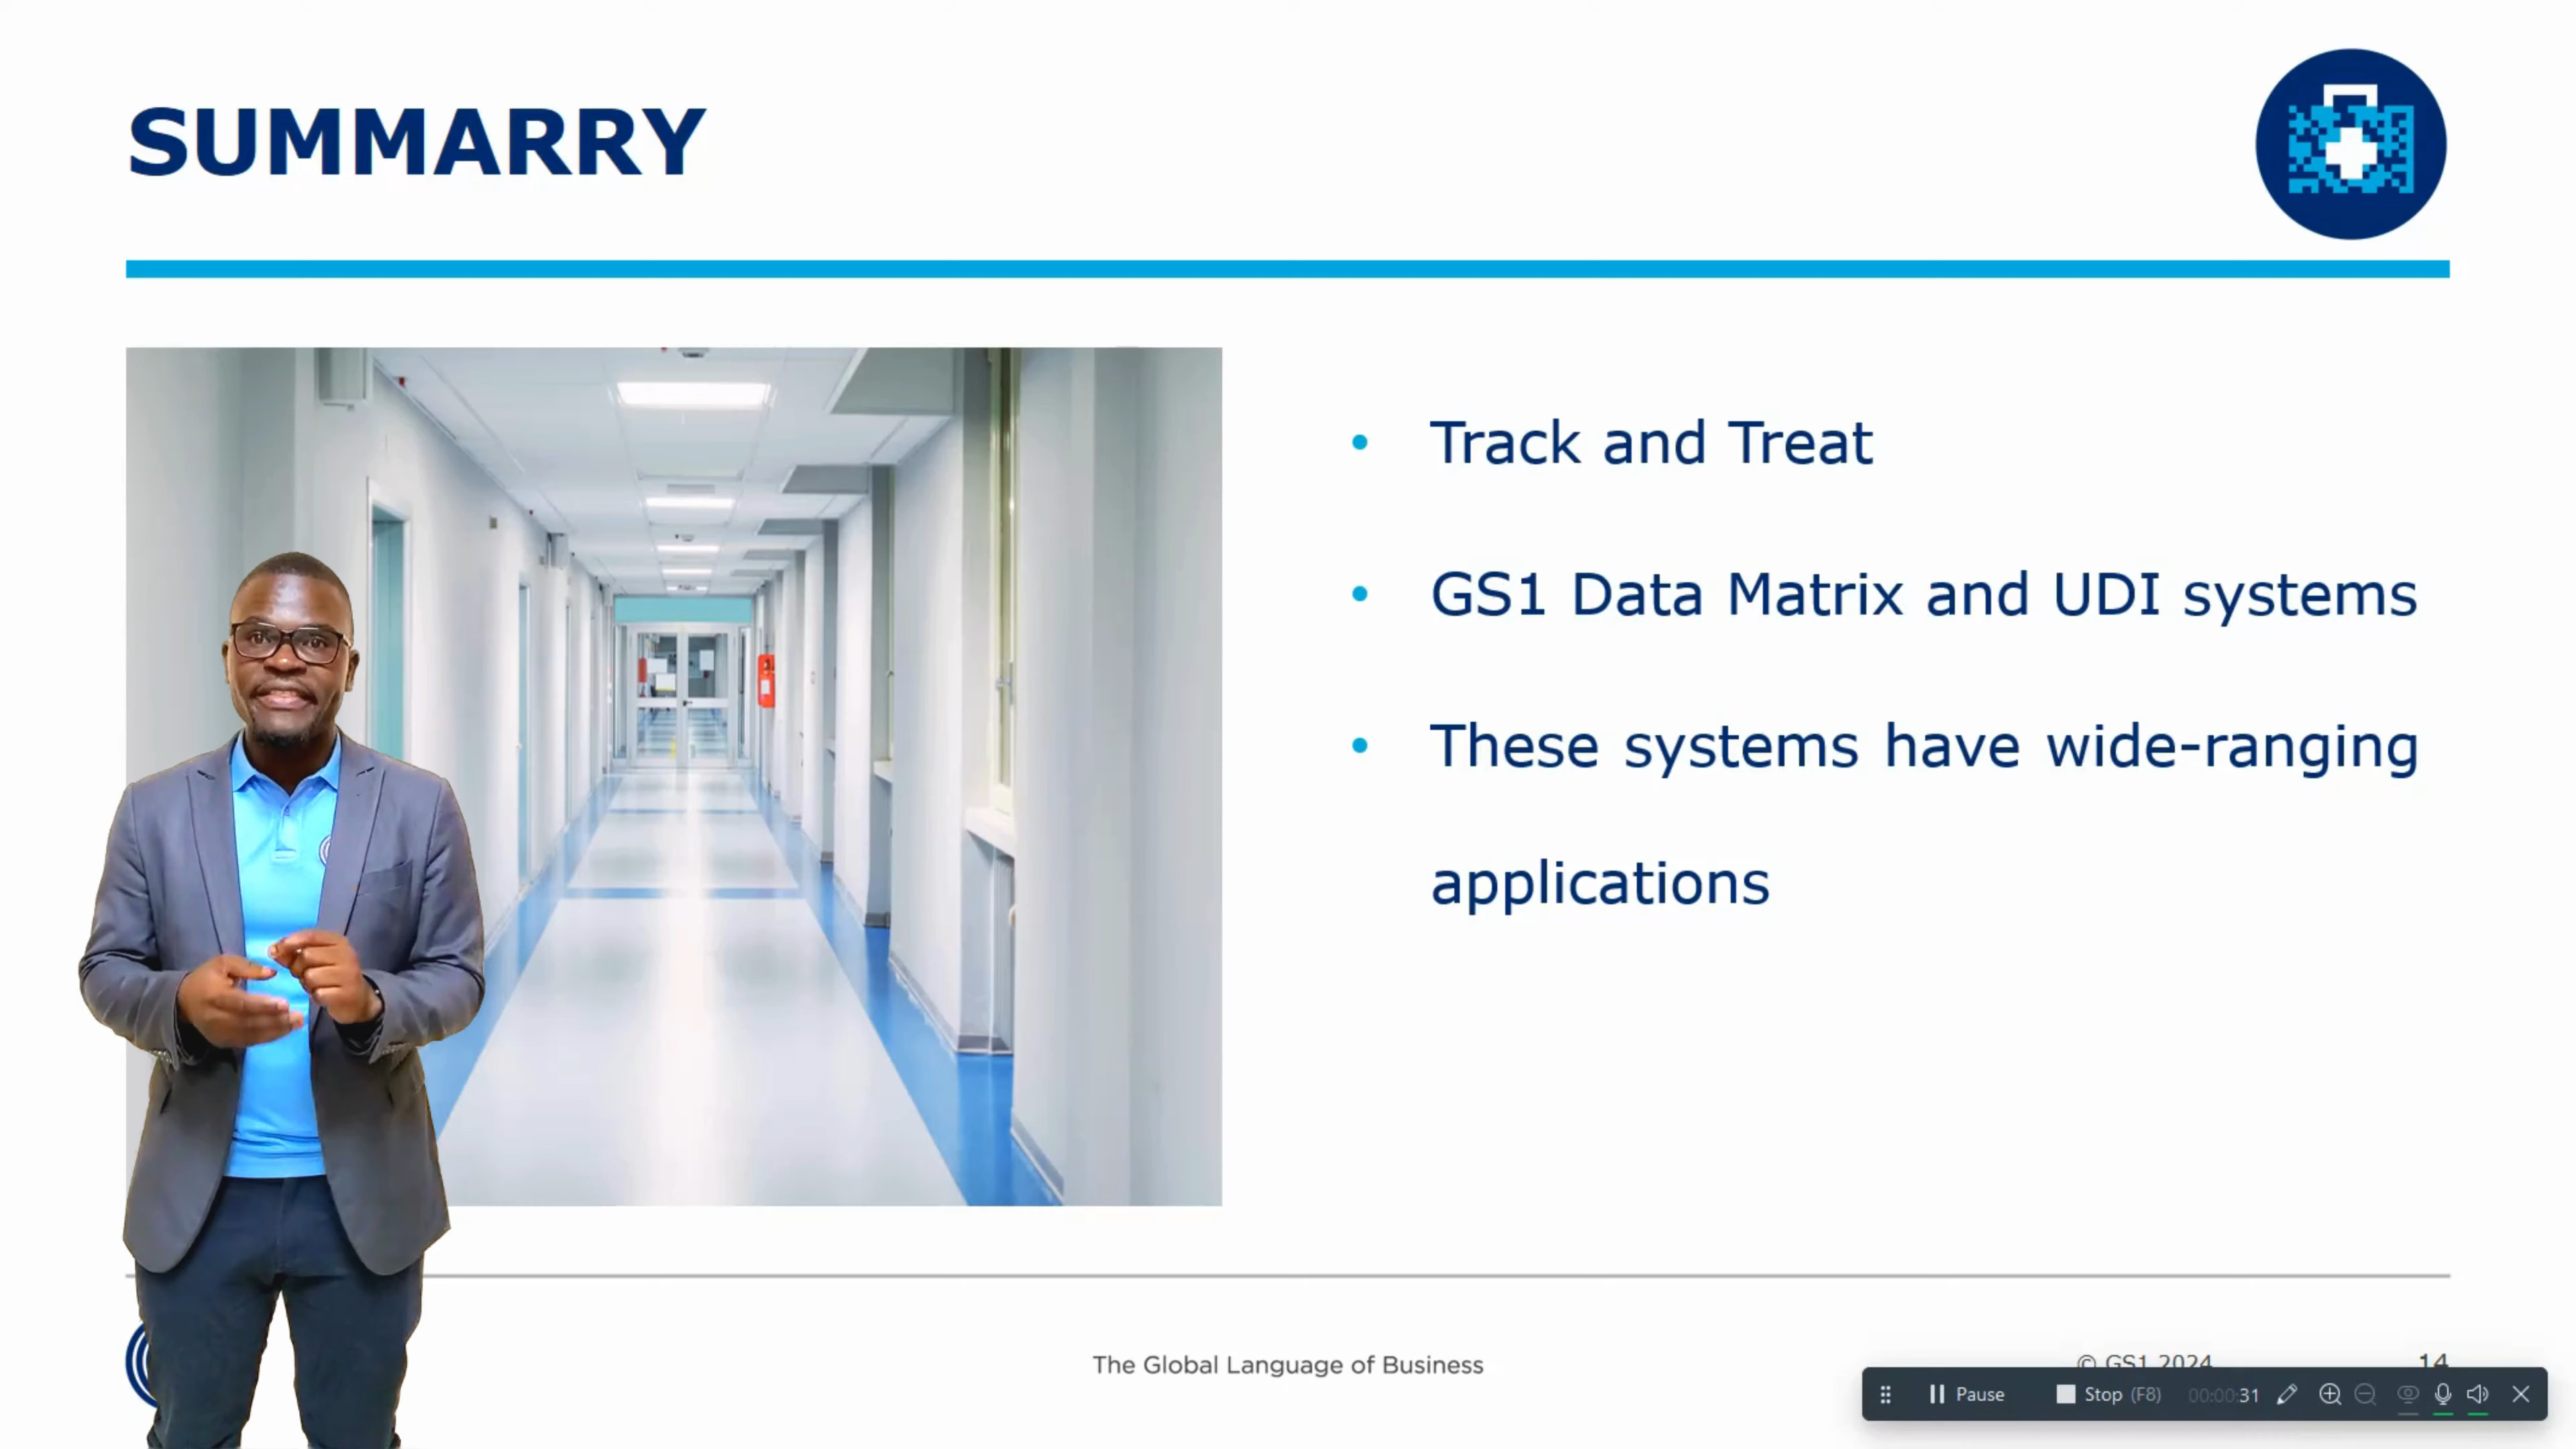 SUMMARRY
• Track and Treat
• GS1 Data Matrix and UDI systems
• These systems have wide-ranging
applications
The Global Language of Business
© GS1 2024
14
Pause
Stop (F8)
00:00:31